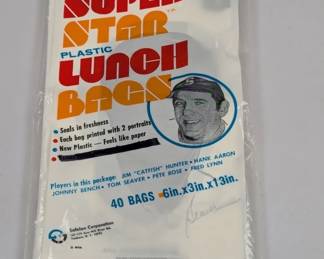 SUPER
STAR
PLASTIC
LUNCH
BAGS
• Seals in freshness
• Each bag printed with 2 portraits
• New Plastic — Feels like paper
Players in this package: JIM "CATFISH" HUNTER • HANK AARON
JOHNNY BENCH • TOM SEAVER • PETE ROSE • FRED LYNN
40 BAGS - 6in.x3in.x13in.
Safelon Corporation